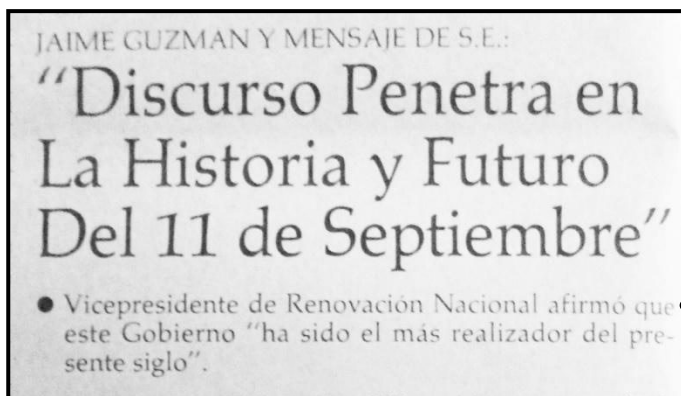 JAIME GUZMAN Y MENSAJE DE S.E.:
“Discurso Penetra en
La Historia y Futuro
Del 11 de Septiembre”
● Vicepresidente de Renovación Nacional afirmó que
este Gobierno “ha sido el más realizador del pre-
sente siglo”.